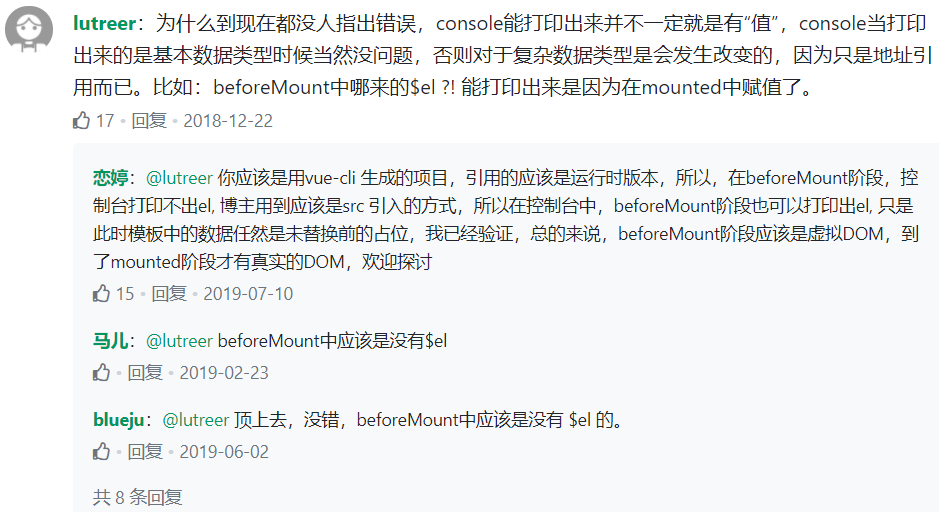 lutreer：为什么到现在都没人指出错误，console能打印出来并不一定就是有“值”，console当打印
出来的是基本数据类型时候当然没问题，否则对于复杂数据类型是会发生改变的，因为只是地址引
用而已。比如：beforeMount中哪来的$el ?! 能打印出来是因为在mounted中赋值了。
17 • 回复 • 2018-12-22
恋婷：@lutreer 你应该是用vue-cli 生成的项目，引用的应该是运行时版本，所以，在beforeMount阶段，控
制台打印不出el, 博主用到应该是src 引入的方式，所以在控制台中，beforeMount阶段也可以打印出el, 只是
此时模板中的数据任然是未替换前的占位，我已经验证，总的来说，beforeMount阶段应该是虚拟DOM，到
了mounted阶段才有真实的DOM，欢迎探讨
15 • 回复 • 2019-07-10
马儿：@lutreer beforeMount中应该是没有$el
• 回复 • 2019-02-23
blueju：@lutreer 顶上去，没错，beforeMount中应该是没有 $el 的。
• 回复 • 2019-06-02
共 8 条回复